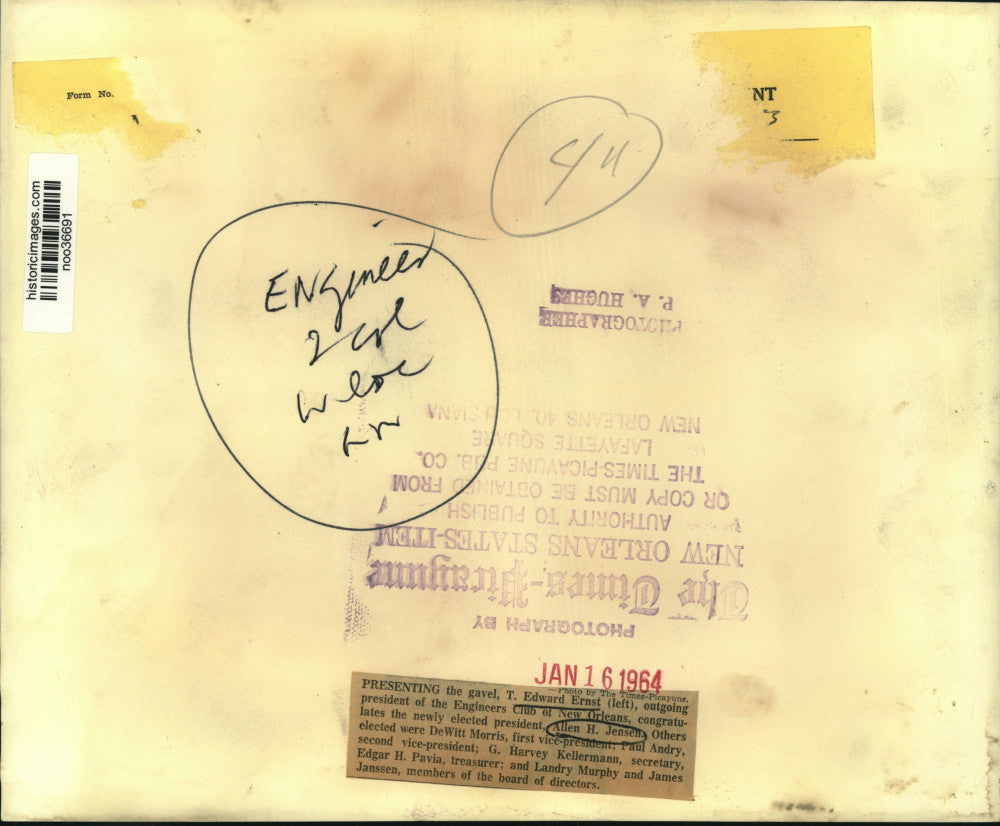 Form No.
NT
3
historicimages.com
noo36691
ENgineer
2 col
P. A. HUGHES
PHOTOGRAPHER
NEW ORLEANS 40, LOUISIANA
LAFAYETTE SQUARE
THE TIMES-PICAYUNE PUB. CO.
OR COPY MUST BE OBTAINED FROM
AUTHORITY TO PUBLISH
NEW ORLEANS STATES-ITEM
The Times-Picayune
PHOTOGRAPH BY
JAN 16 1964
—Photo by The Times-Picayune.
PRESENTING the gavel, T. Edward Ernst (left), outgoing
president of the Engineers Club of New Orleans, congratu-
lates the newly elected president, Allen H. Jensen. Others
elected were DeWitt Morris, first vice-president; Paul Andry,
second vice-president; G. Harvey Kellermann, secretary,
Edgar H. Pavia, treasurer; and Landry Murphy and James
Janssen, members of the board of directors.